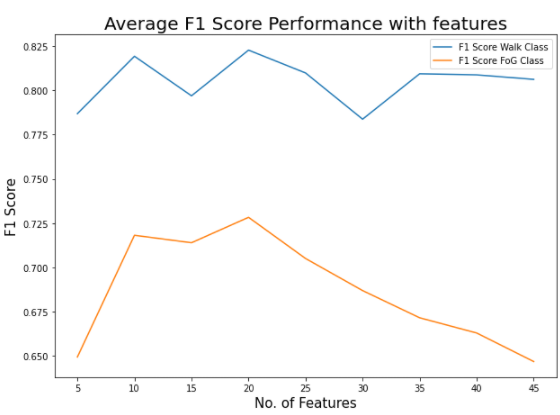 Average F1 Score Performance with features
F1 Score Walk Class
F1 Score FoG Class
0.825
0.800
0.775
0.750
0.725
0.700
0.675
0.650
F1 Score
5 10 15 20 25 30 35 40 45
No. of Features